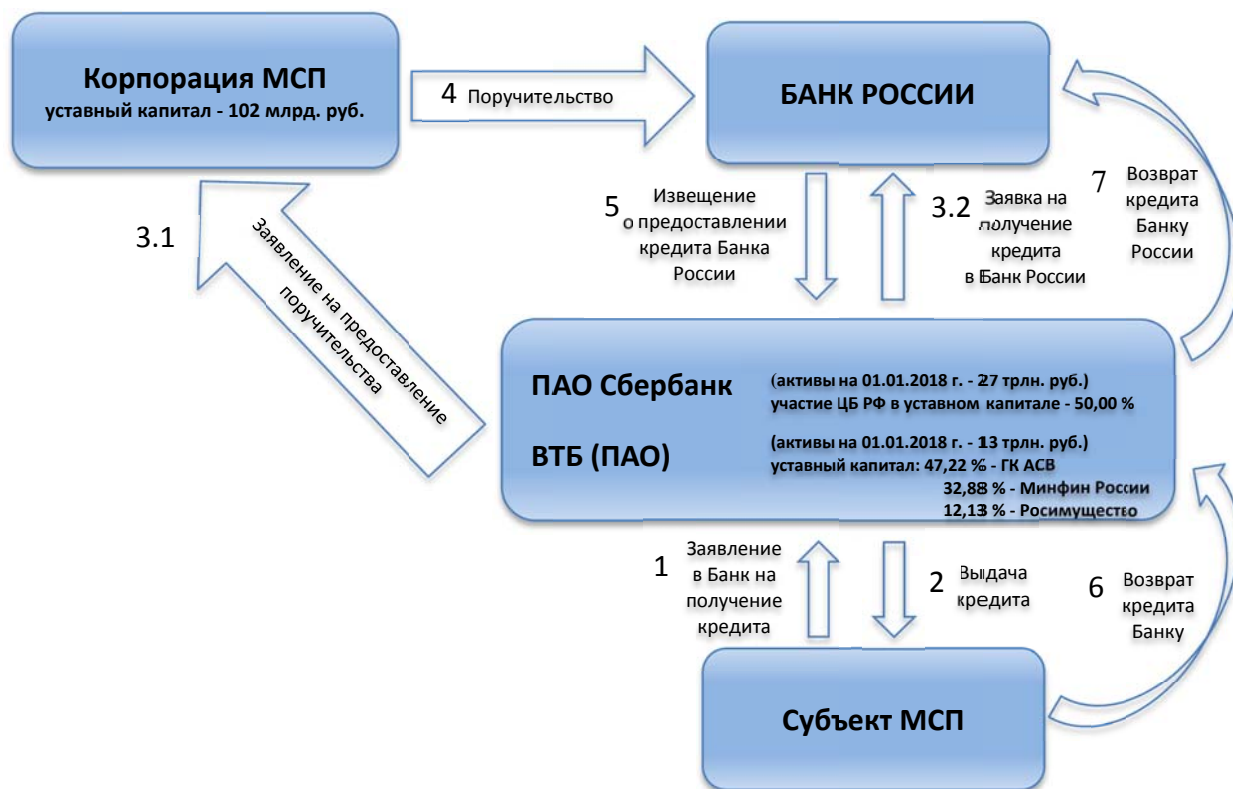 Корпорация МСП
уставный капитал - 102 млрд. руб.
4 Поручительство
БАНК РОССИИ
3.1
Заявление на предоставление
поручительства
5
Извещение
о предоставлении
кредита Банка
России
3.2
Заявка на
получение
кредита
в Банк России
7
Возврат
кредита
Банку
России
ПАО Сбербанк
(активы на 01.01.2018 г. - 27 трлн. руб.)
участие ЦБ РФ в уставном капитале - 50,00 %
ВТБ (ПАО)
(активы на 01.01.2018 г. - 13 трлн. руб.)
уставный капитал: 47,22 % - ГК АСВ
32,88 % - Минфин России
12,13 % - Росимущество
1
Заявление
в Банк на
получение
кредита
2
Выдача
кредита
6
Возврат
кредита
Банку
Субъект МСП